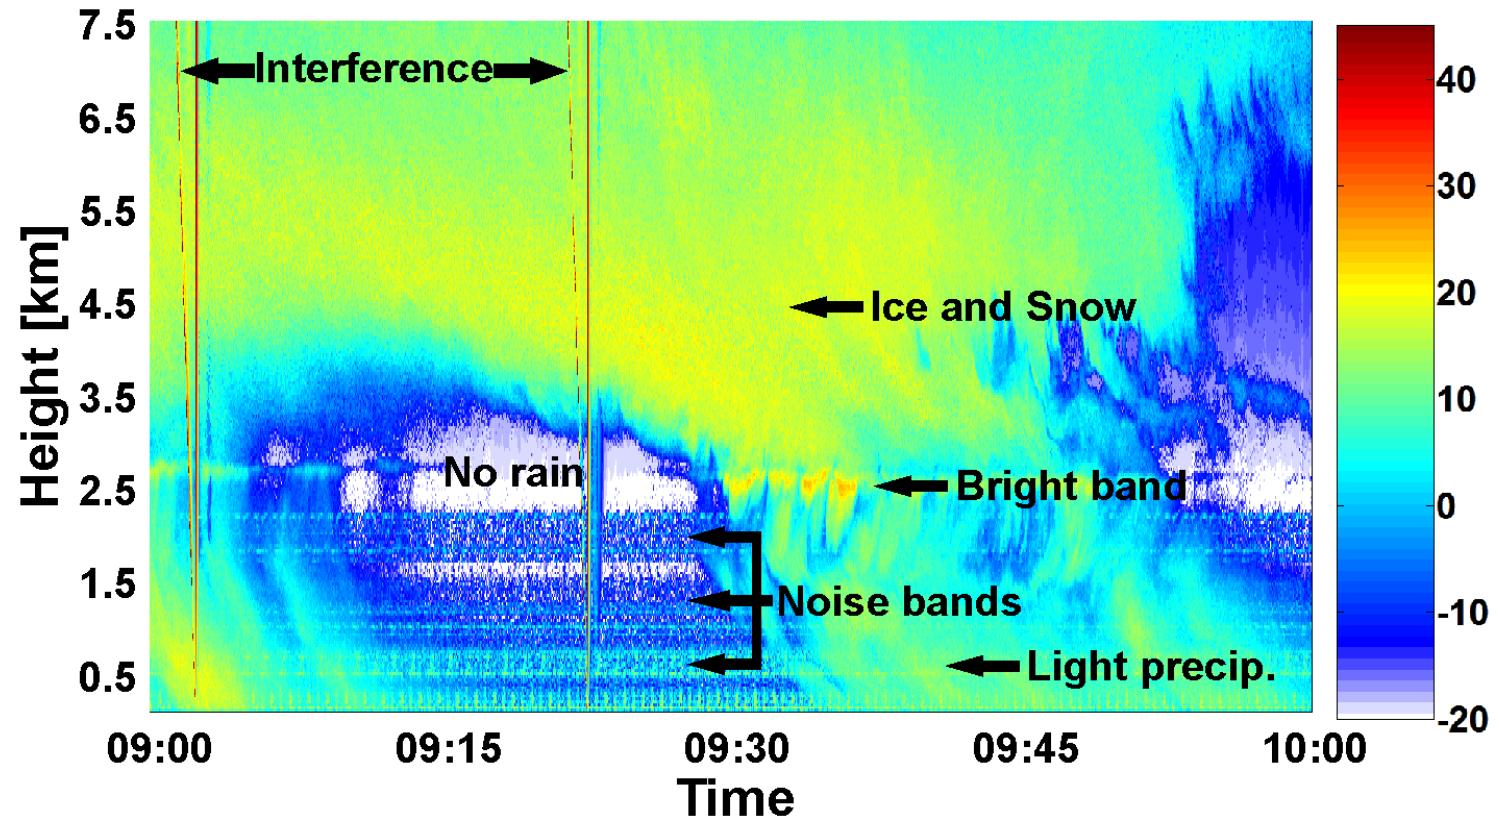 7.5
6.5
5.5
4.5
3.5
2.5
1.5
0.5
Height [km]
Interference
Ice and Snow
No rain
Bright band
Noise bands
Light precip.
09:00 09:15 09:30 09:45 10:00
Time
40
30
20
10
0
-10
-20